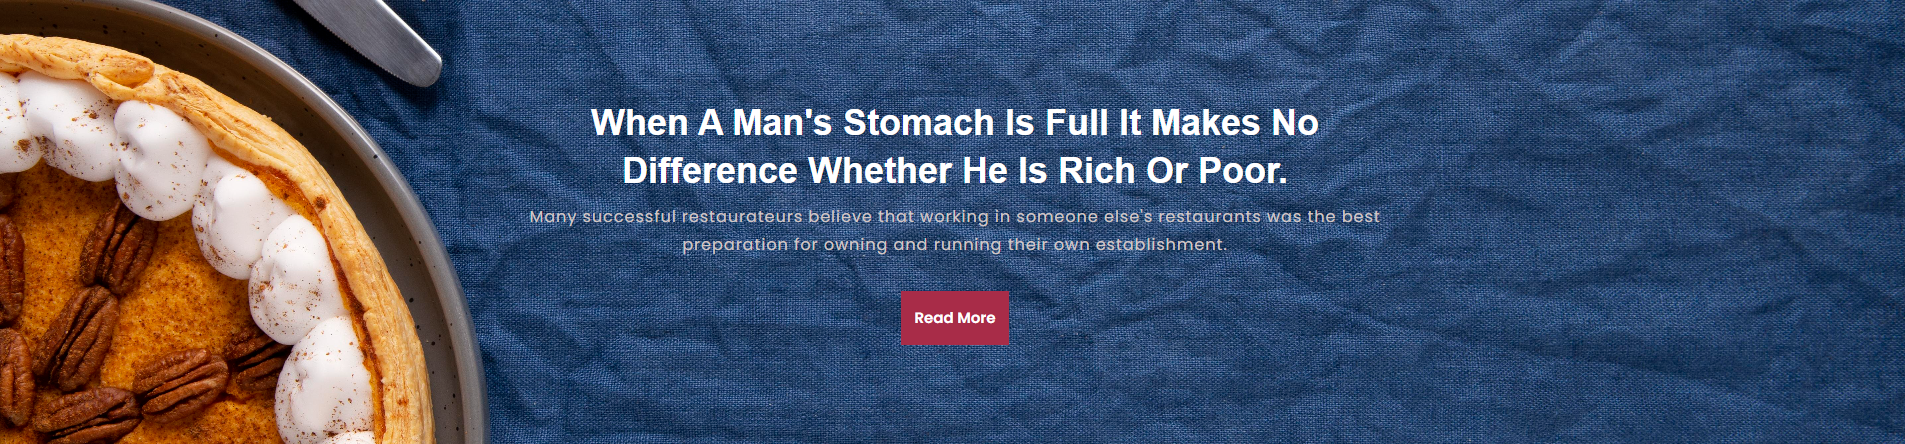 When A Man's Stomach Is Full It Makes No
Difference Whether He Is Rich Or Poor.
Many successful restaurateurs believe that working in someone else's restaurants was the best
preparation for owning and running their own establishment.
Read More